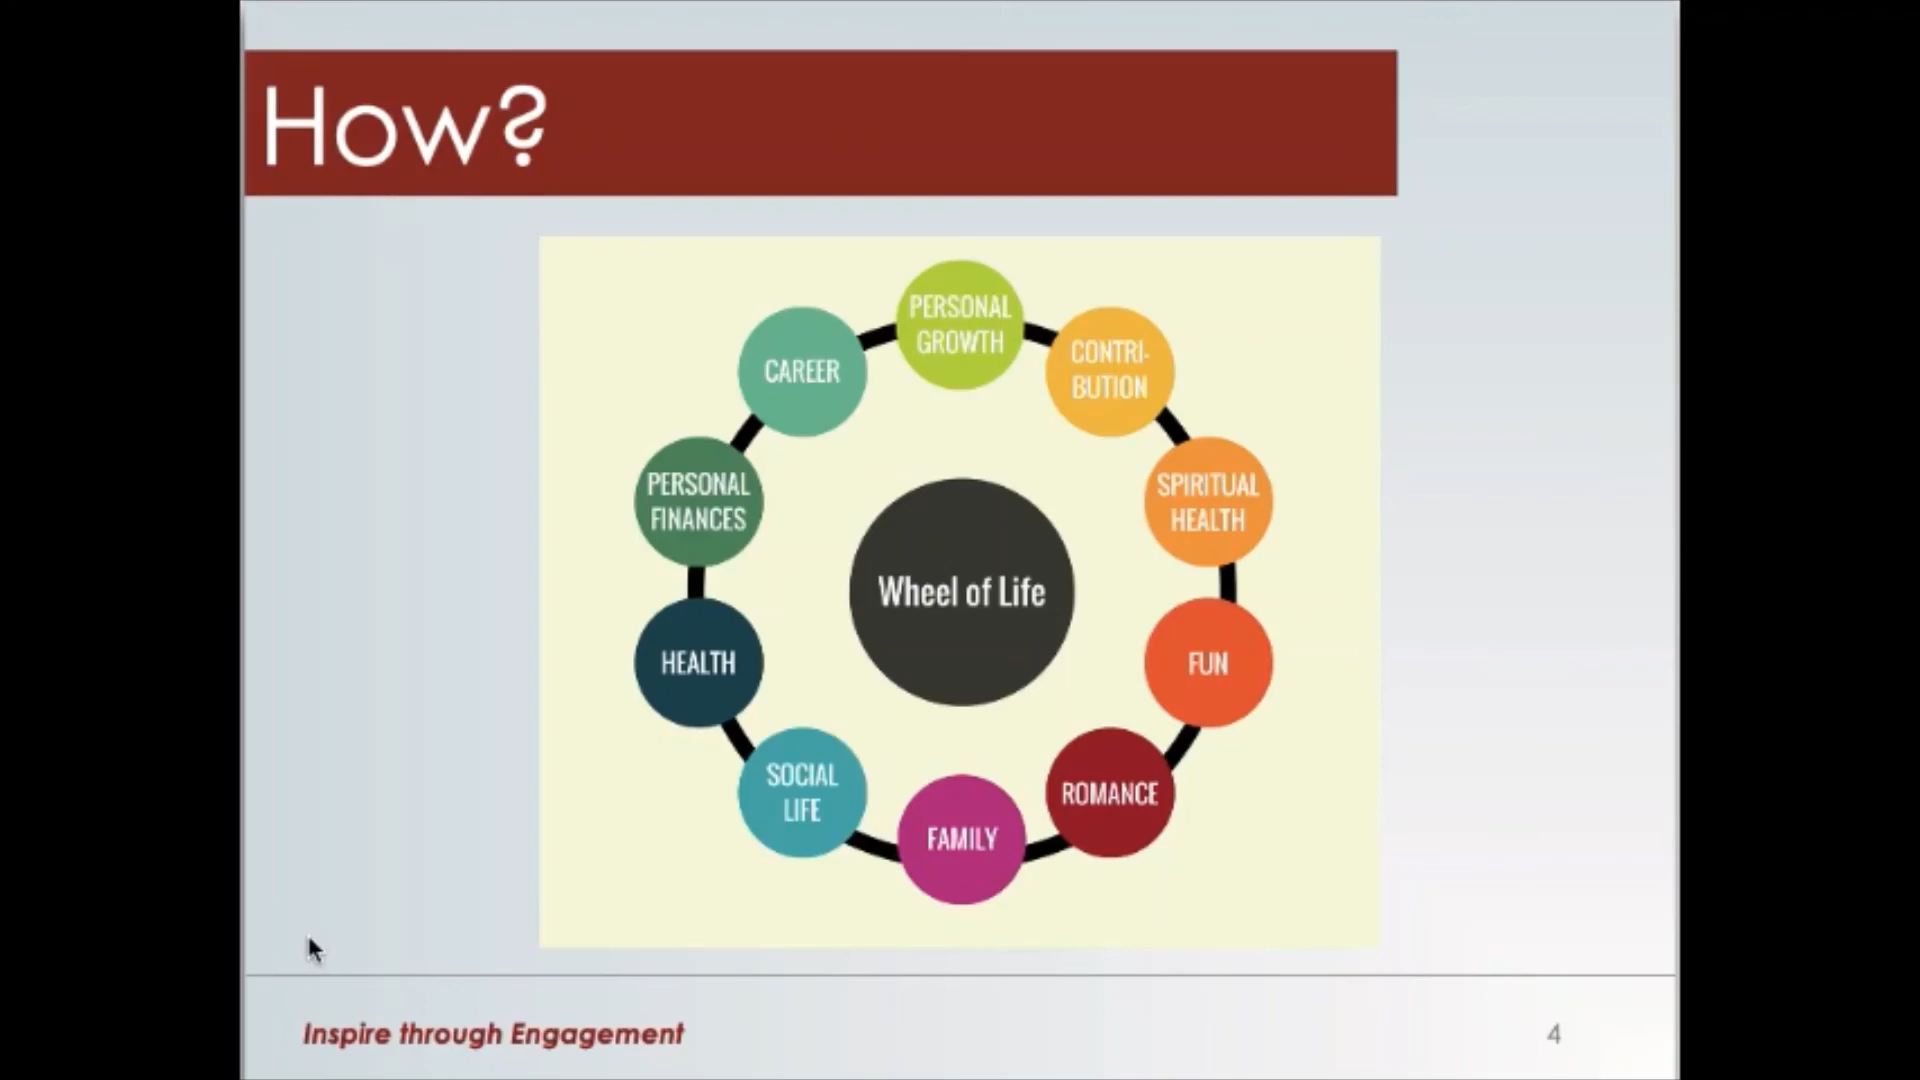 How?
PERSONAL
GROWTH
CAREER
CONTRI-
BUTION
PERSONAL
FINANCES
SPIRITUAL
HEALTH
Wheel of Life
HEALTH
FUN
SOCIAL
LIFE
ROMANCE
FAMILY
Inspire through Engagement
4